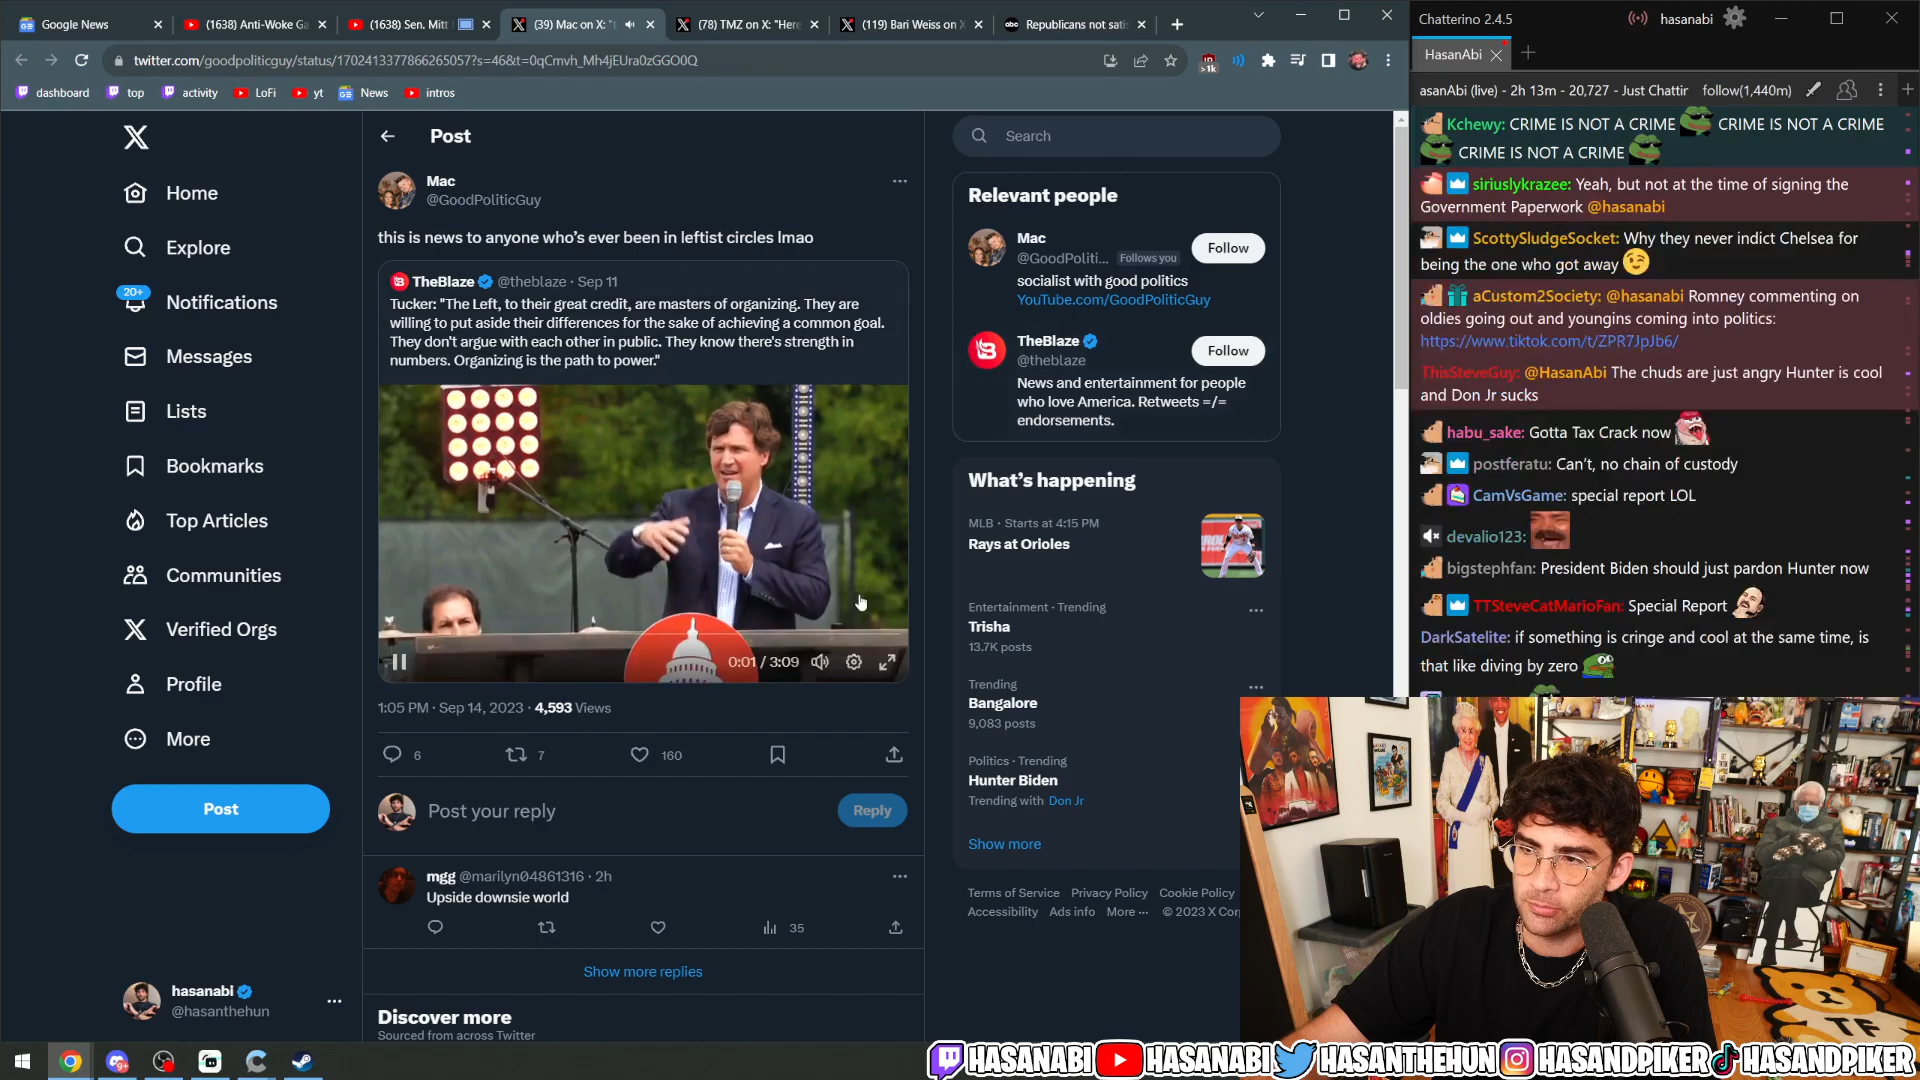 Google News
(1638) Anti-Woke Ga
(1638) Sen. Mitt
(39) Mac on X: "t
(78) TMZ on X: "Here
(119) Bari Weiss on X
Republicans not satis
twitter.com/goodpoliticguy/status/1702413377866265057?s=46&t=0qCmvh_Mh4jEUra0zGGO0Q
>1k
dashboard
top
activity
LoFi
yt
News
intros
Home
Explore
20+
Notifications
Messages
Lists
Bookmarks
Top Articles
Communities
Verified Orgs
Profile
More
Post
hasanabi
@hasanthehun
Post
Mac
@GoodPoliticGuy
this is news to anyone who's ever been in leftist circles lmao
TheBlaze @theblaze · Sep 11
Tucker: "The Left, to their great credit, are masters of organizing. They are
willing to put aside their differences for the sake of achieving a common goal.
They don't argue with each other in public. They know there's strength in
numbers. Organizing is the path to power."
0:01 / 3:09
1:05 PM · Sep 14, 2023 · 4,593 Views
6
7
160
Post your reply
Reply
mgg @marilyn04861316 · 2h
Upside downsie world
35
Show more replies
Discover more
Sourced from across Twitter
Search
Relevant people
Mac
@GoodPoliti... Follows you
Follow
socialist with good politics
YouTube.com/GoodPoliticGuy
TheBlaze
@theblaze
Follow
News and entertainment for people
who love America. Retweets =/=
endorsements.
What's happening
MLB · Starts at 4:15 PM
Rays at Orioles
Entertainment · Trending
Trisha
13.7K posts
Trending
Bangalore
9,083 posts
Politics · Trending
Hunter Biden
Trending with Don Jr
Show more
Terms of Service Privacy Policy Cookie Policy
Accessibility Ads info More ··· © 2023 X Corp
Chatterino 2.4.5
hasanabi
HasanAbi
asanAbi (live) - 2h 13m - 20,727 - Just Chattir
follow(1,440m)
Kchewy: CRIME IS NOT A CRIME CRIME IS NOT A CRIME
CRIME IS NOT A CRIME
siriuslykrazee: Yeah, but not at the time of signing the
Government Paperwork @hasanabi
ScottySludgeSocket: Why they never indict Chelsea for
being the one who got away
aCustom2Society: @hasanabi Romney commenting on
oldies going out and youngins coming into politics:
https://www.tiktok.com/t/ZPR7JpJb6/
ThisSteveGuy: @HasanAbi The chuds are just angry Hunter is cool
and Don Jr sucks
habu_sake: Gotta Tax Crack now
postferatu: Can't, no chain of custody
CamVsGame: special report LOL
devalio123:
bigstephfan: President Biden should just pardon Hunter now
TTSteveCatMarioFan: Special Report
DarkSatelite: if something is cringe and cool at the same time, is
that like diving by zero
TF
HASANABI
HASANABI
HASANTHEHUN
HASANDPIKER
HASANDPIKER